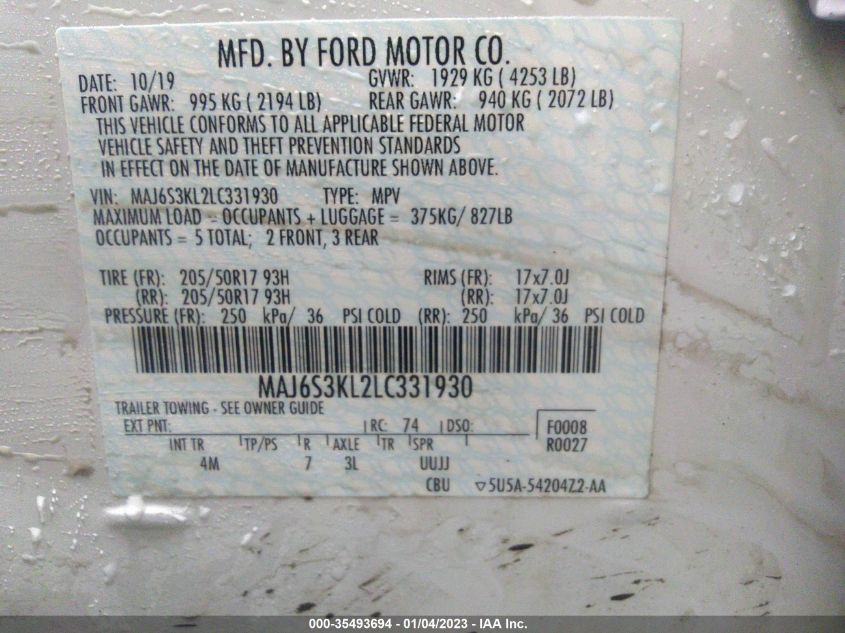 MFD. BY FORD MOTOR CO.
DATE: 10/19 GVWR: 1929 KG ( 4253 LB)
FRONT GAWR: 995 KG ( 2194 LB) REAR GAWR: 940 KG ( 2072 LB)
THIS VEHICLE CONFORMS TO ALL APPLICABLE FEDERAL MOTOR
VEHICLE SAFETY AND THEFT PREVENTION STANDARDS
IN EFFECT ON THE DATE OF MANUFACTURE SHOWN ABOVE.
VIN: MAJ6S3KL2LC331930 TYPE: MPV
MAXIMUM LOAD = OCCUPANTS + LUGGAGE = 375KG/ 827LB
OCCUPANTS = 5 TOTAL; 2 FRONT, 3 REAR
TIRE (FR): 205/50R17 93H RIMS (FR): 17x7.0J
(RR): 205/50R17 93H (RR): 17x7.0J
PRESSURE (FR): 250 kPa/ 36 PSI COLD (RR): 250 kPa/ 36 PSI COLD
MAJ6S3KL2LC331930
TRAILER TOWING - SEE OWNER GUIDE
EXT PNT: RC: 74 DSO: F0008
R0027
INT TR TP/PS R AXLE TR SPR
4M 7 3L UUJJ
CBU ▽5U5A-54204Z2-AA
000-35493694 - 01/04/2023 - IAA Inc.